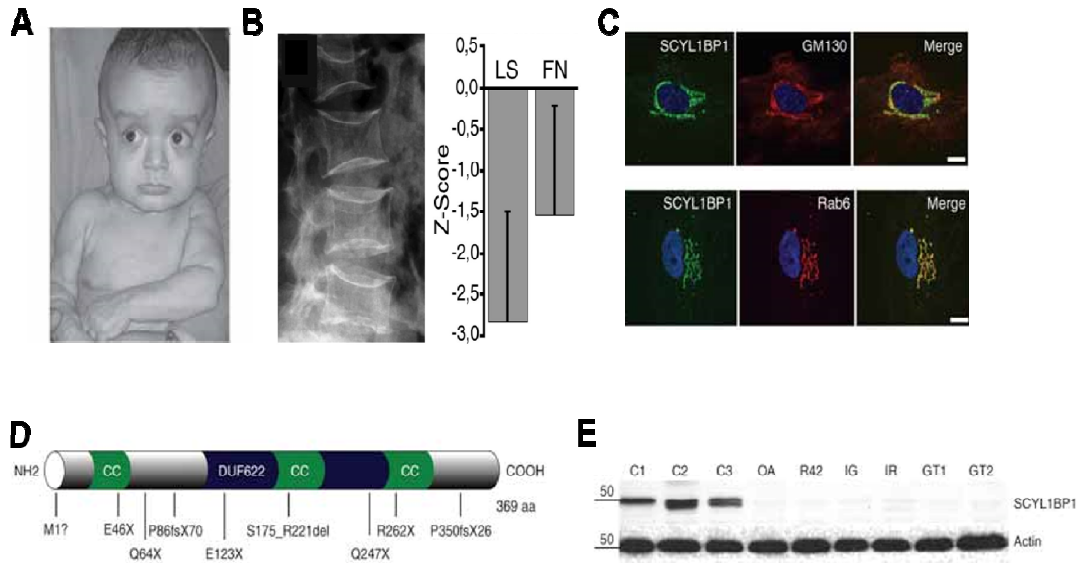 A
B
0,5
LS FN
0,0
-0,5
-1,0
-1,5
-2,0
-2,5
-3,0
Z-Score
C
SCYL1BP1 GM130 Merge
SCYL1BP1 Rab6 Merge
D
NH2 CC DUF622 CC CC COOH
369 aa
M1? E46X P86fsX70 S175_R221del R262X P350fsX26
Q64X E123X Q247X
E
C1 C2 C3 OA R42 IG IR GT1 GT2
50 SCYL1BP1
50 Actin